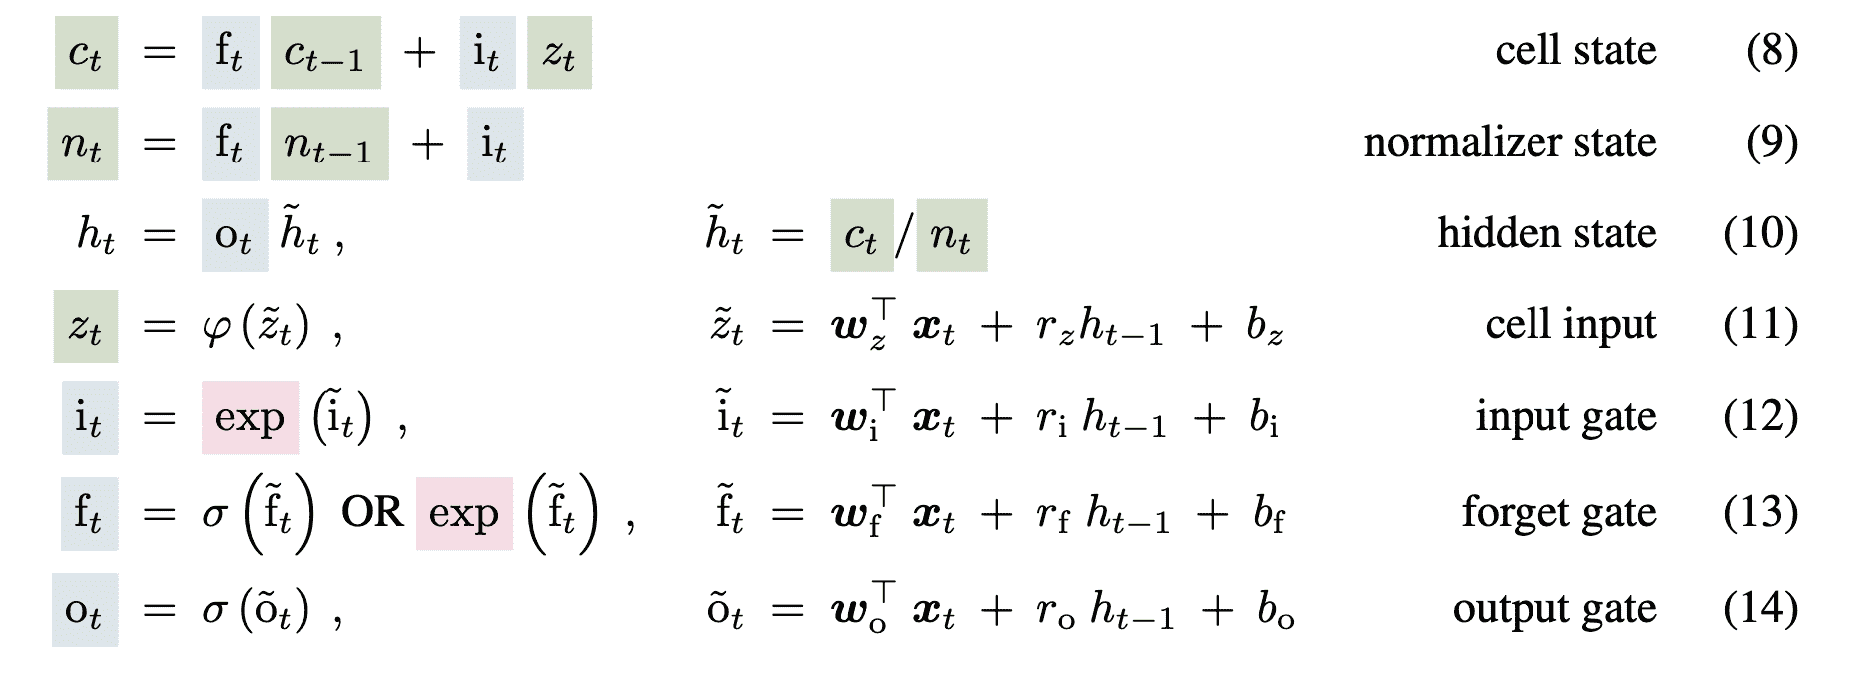 c_t = f_t c_{t−1} + i_t z_t cell state (8)
n_t = f_t n_{t−1} + i_t normalizer state (9)
h_t = o_t h̃_t , h̃_t = c_t / n_t hidden state (10)
z_t = φ (z̃_t) , z̃_t = w_z^⊤ x_t + r_z h_{t−1} + b_z cell input (11)
i_t = exp (ĩ_t) , ĩ_t = w_i^⊤ x_t + r_i h_{t−1} + b_i input gate (12)
f_t = σ (f̃_t) OR exp (f̃_t) , f̃_t = w_f^⊤ x_t + r_f h_{t−1} + b_f forget gate (13)
o_t = σ (õ_t) , õ_t = w_o^⊤ x_t + r_o h_{t−1} + b_o output gate (14)